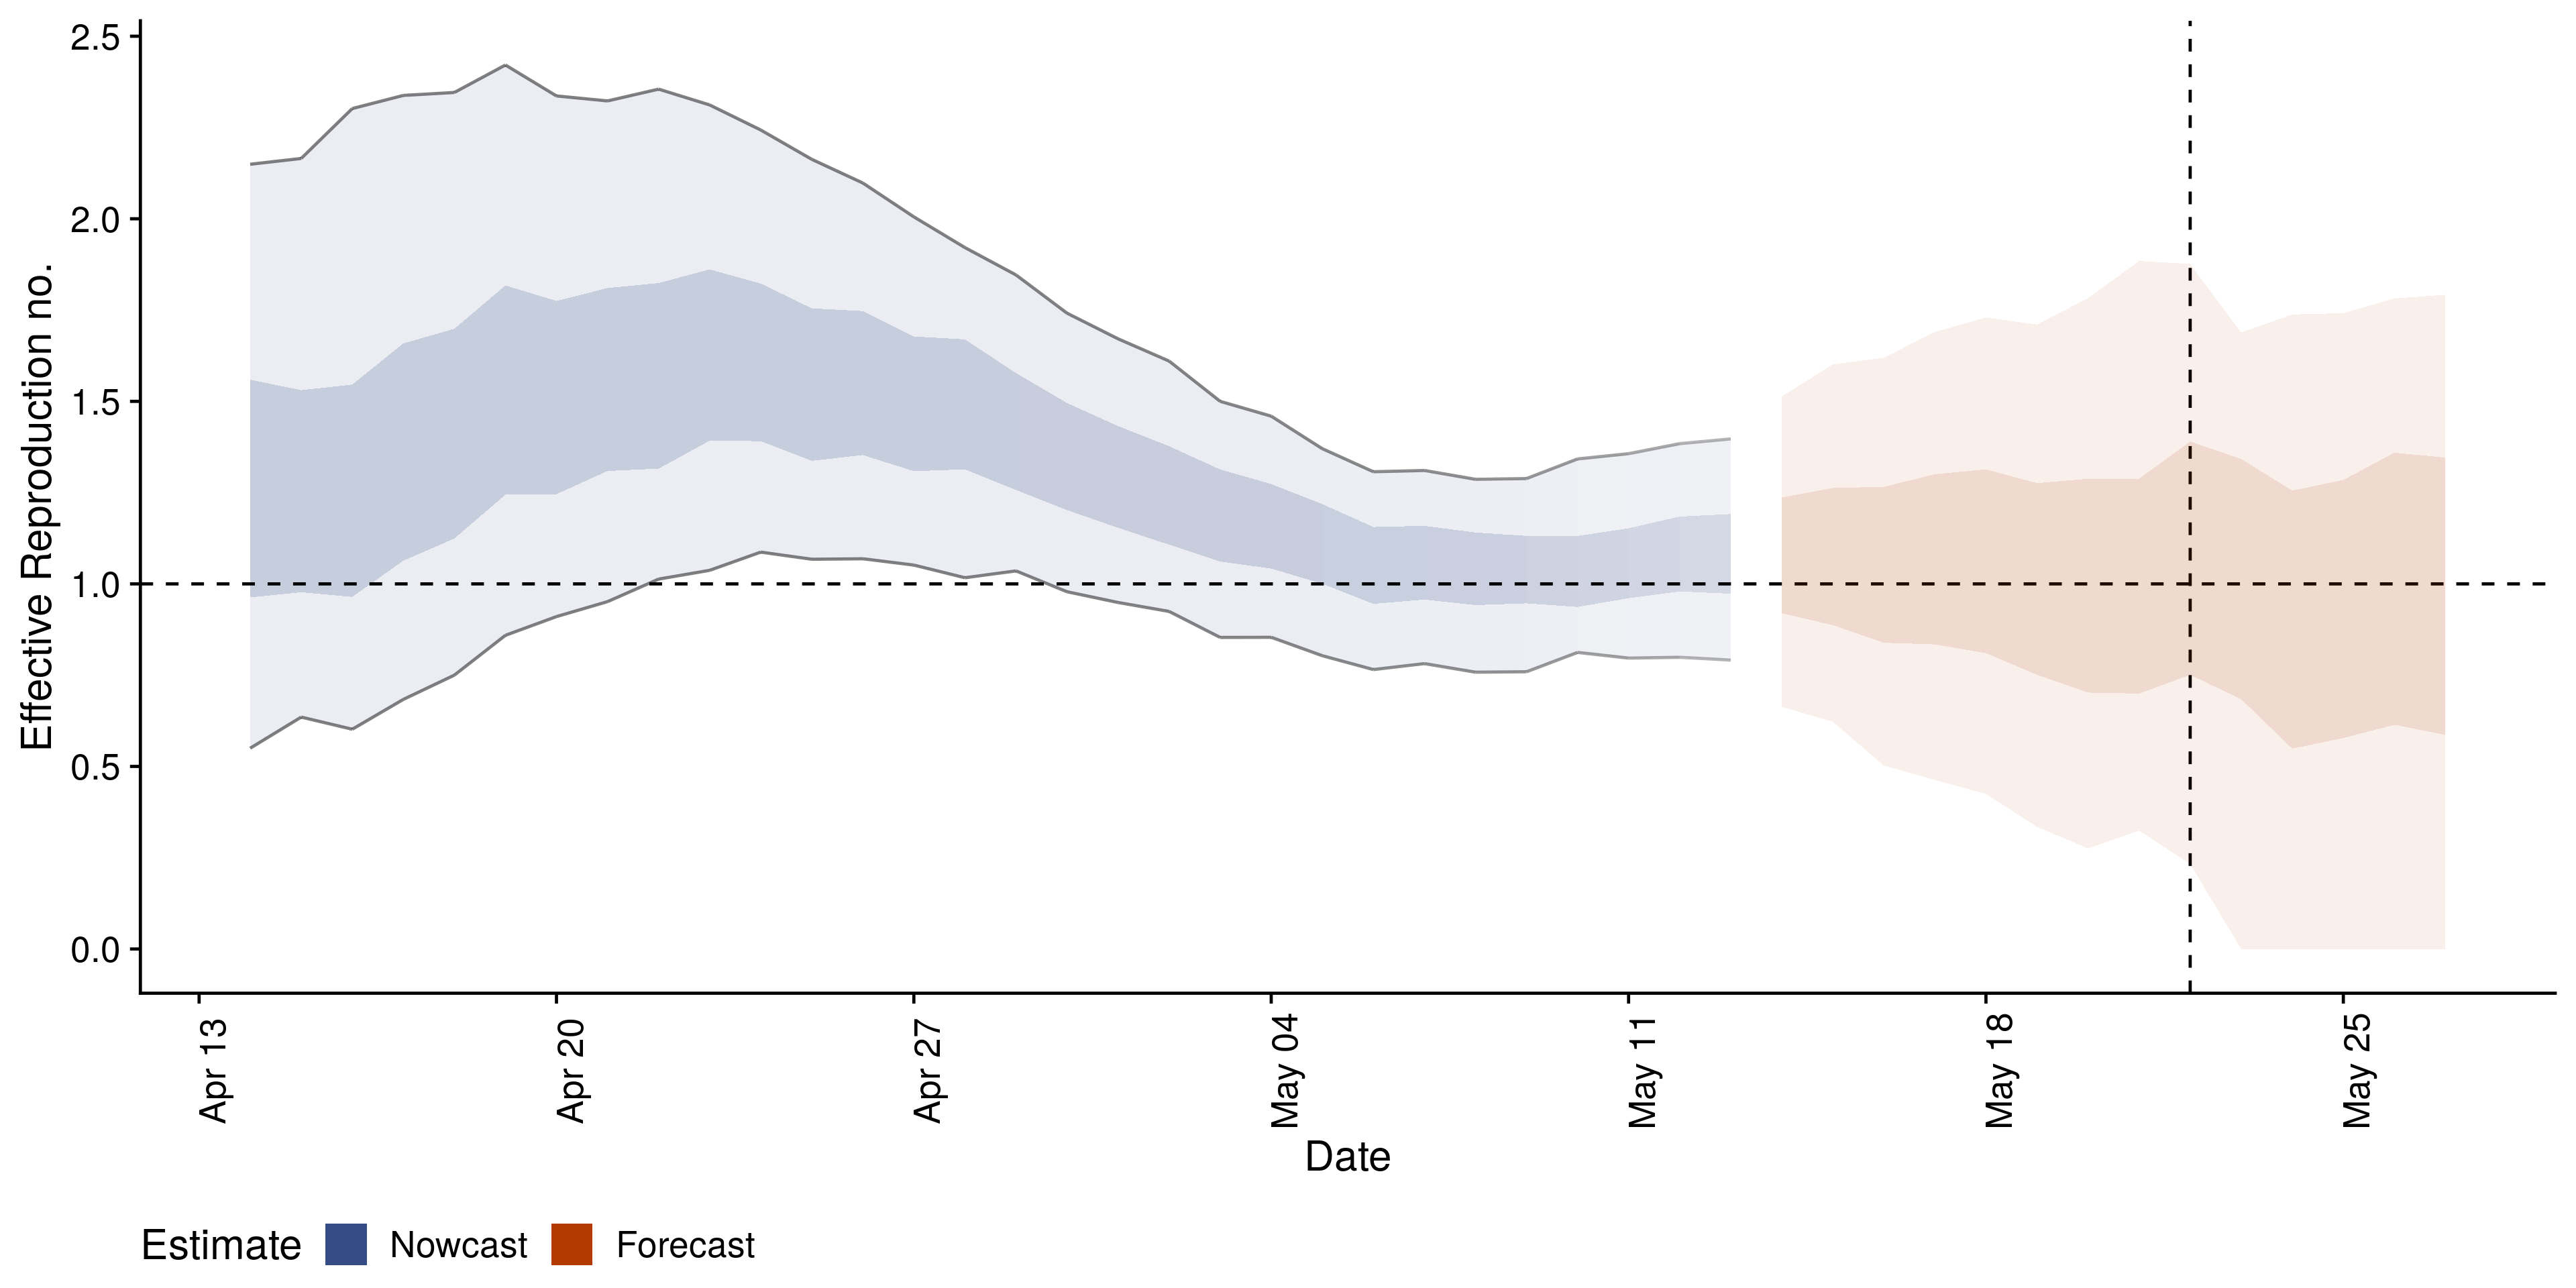 Effective Reproduction no.
2.5
2.0
1.5
1.0
0.5
0.0
Apr 13
Apr 20
Apr 27
May 04
May 11
May 18
May 25
Date
Estimate Nowcast Forecast